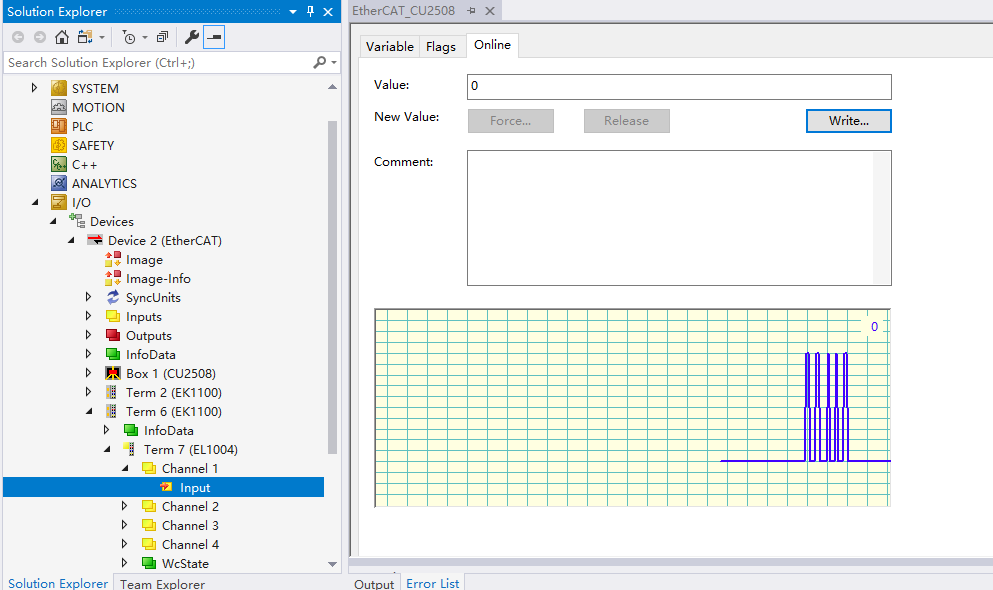 Solution Explorer
Search Solution Explorer (Ctrl+;)
SYSTEM
MOTION
PLC
SAFETY
C++
ANALYTICS
I/O
Devices
Device 2 (EtherCAT)
Image
Image-Info
SyncUnits
Inputs
Outputs
InfoData
Box 1 (CU2508)
Term 2 (EK1100)
Term 6 (EK1100)
InfoData
Term 7 (EL1004)
Channel 1
Input
Channel 2
Channel 3
Channel 4
WcState
Solution Explorer Team Explorer
EtherCAT_CU2508
Variable Flags Online
Value: 0
New Value: Force... Release Write...
Comment:
0
Output Error List